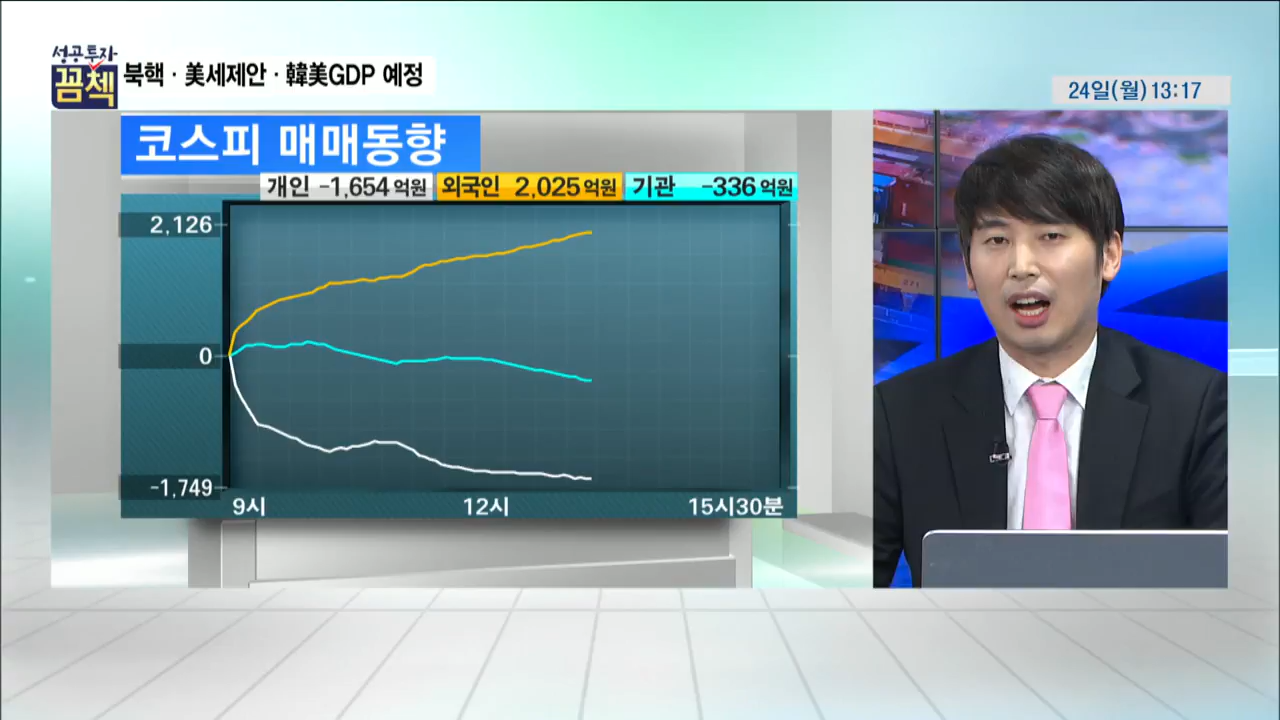 성공투자
꼼첵
북핵·美세제안·韓美GDP 예정
24일(월) 13:17
코스피 매매동향
개인 -1,654 억원 외국인 2,025 억원 기관 -336 억원
2,126
0
-1,749
9시 12시 15시30분